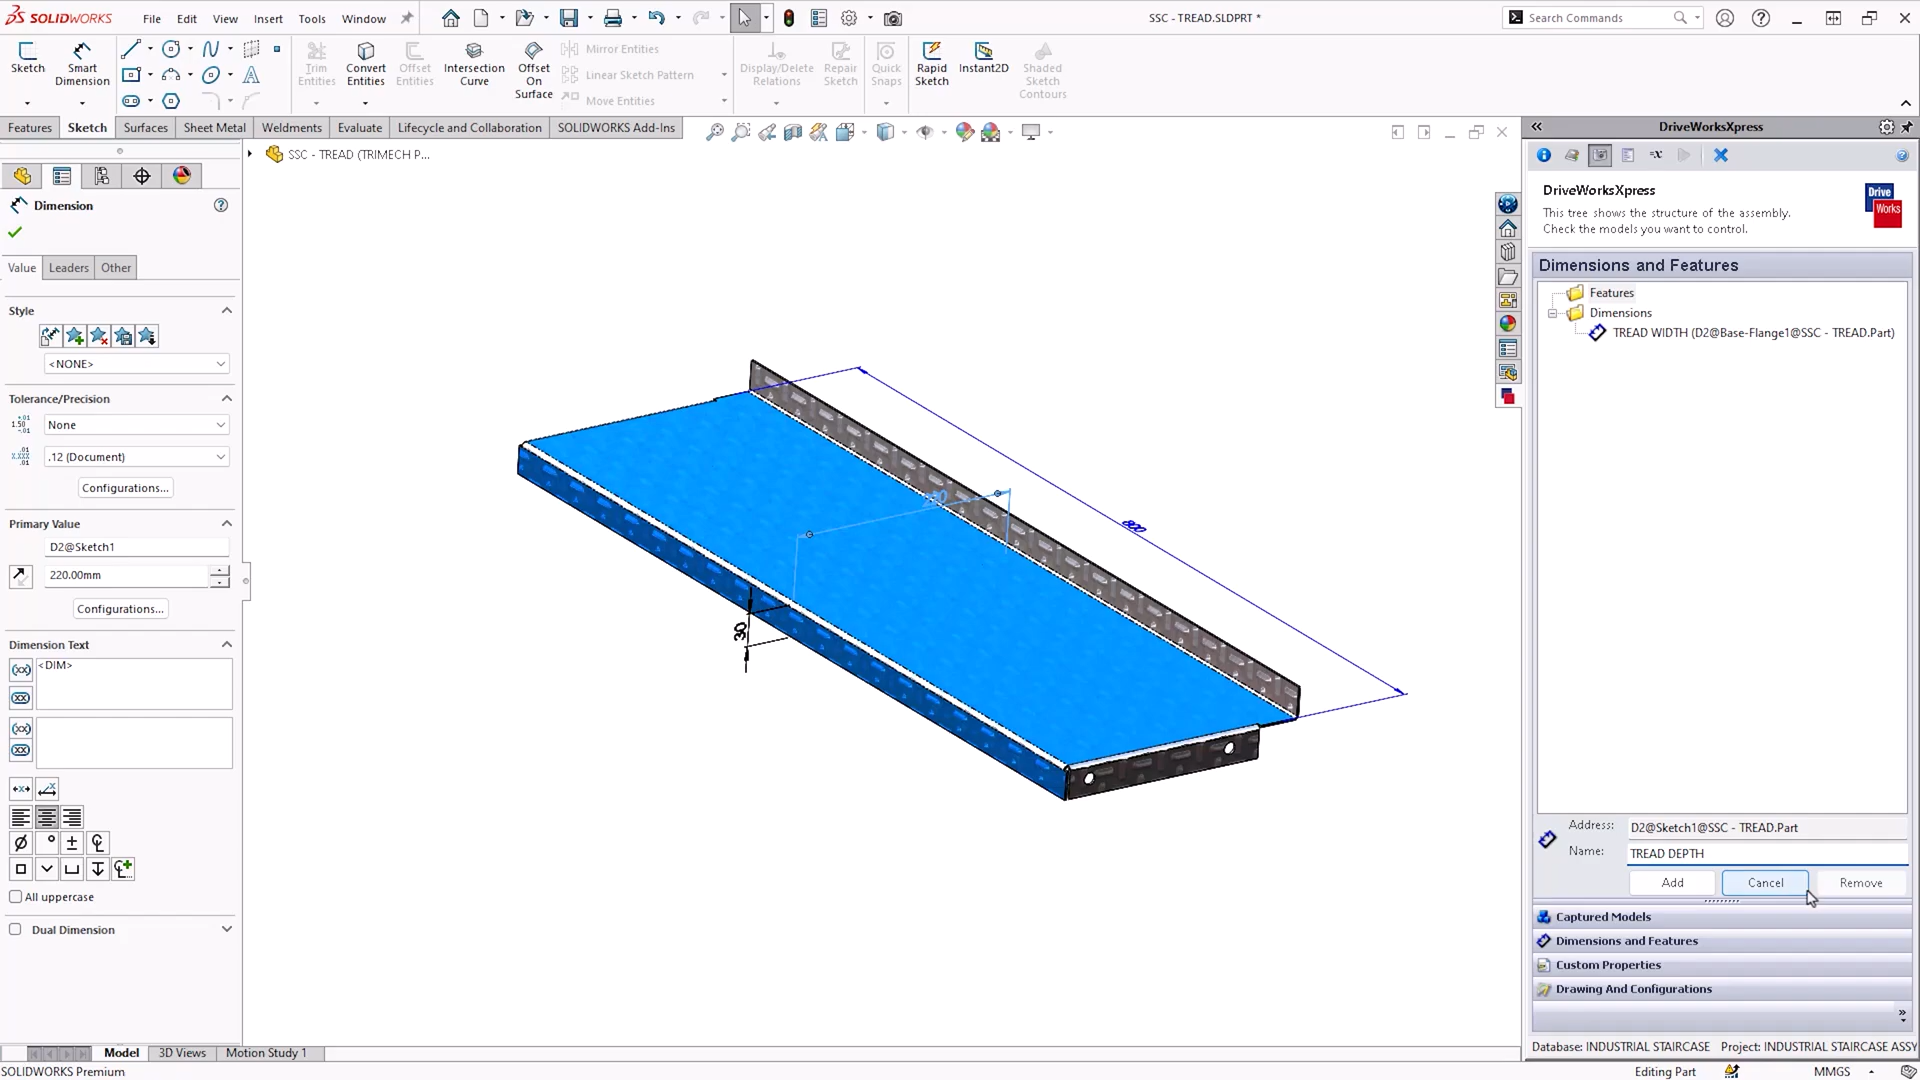 SOLIDWORKS
File Edit View Insert Tools Window
SSC - TREAD.SLDPRT *
Search Commands
Sketch
Smart Dimension
Trim Entities
Convert Entities
Offset Entities
Intersection Curve
Offset On Surface
Mirror Entities
Linear Sketch Pattern
Move Entities
Display/Delete Relations
Repair Sketch
Quick Snaps
Rapid Sketch
Instant2D
Shaded Sketch Contours
Features Sketch Surfaces Sheet Metal Weldments Evaluate Lifecycle and Collaboration SOLIDWORKS Add-Ins
SSC - TREAD (TRIMECH P...
Dimension
Value Leaders Other
Style
<NONE>
Tolerance/Precision
None
.12 (Document)
Configurations...
Primary Value
D2@Sketch1
220.00mm
Configurations...
Dimension Text
<DIM>
All uppercase
Dual Dimension
220
800
30
DriveWorksXpress
DriveWorksXpress
This tree shows the structure of the assembly.
Check the models you want to control.
Drive
Works
Dimensions and Features
Features
Dimensions
TREAD WIDTH (D2@Base-Flange1@SSC - TREAD.Part)
Address: D2@Sketch1@SSC - TREAD.Part
Name: TREAD DEPTH
Add Cancel Remove
Captured Models
Dimensions and Features
Custom Properties
Drawing And Configurations
Database: INDUSTRIAL STAIRCASE Project: INDUSTRIAL STAIRCASE ASSY
Model 3D Views Motion Study 1
SOLIDWORKS Premium
Editing Part
MMGS